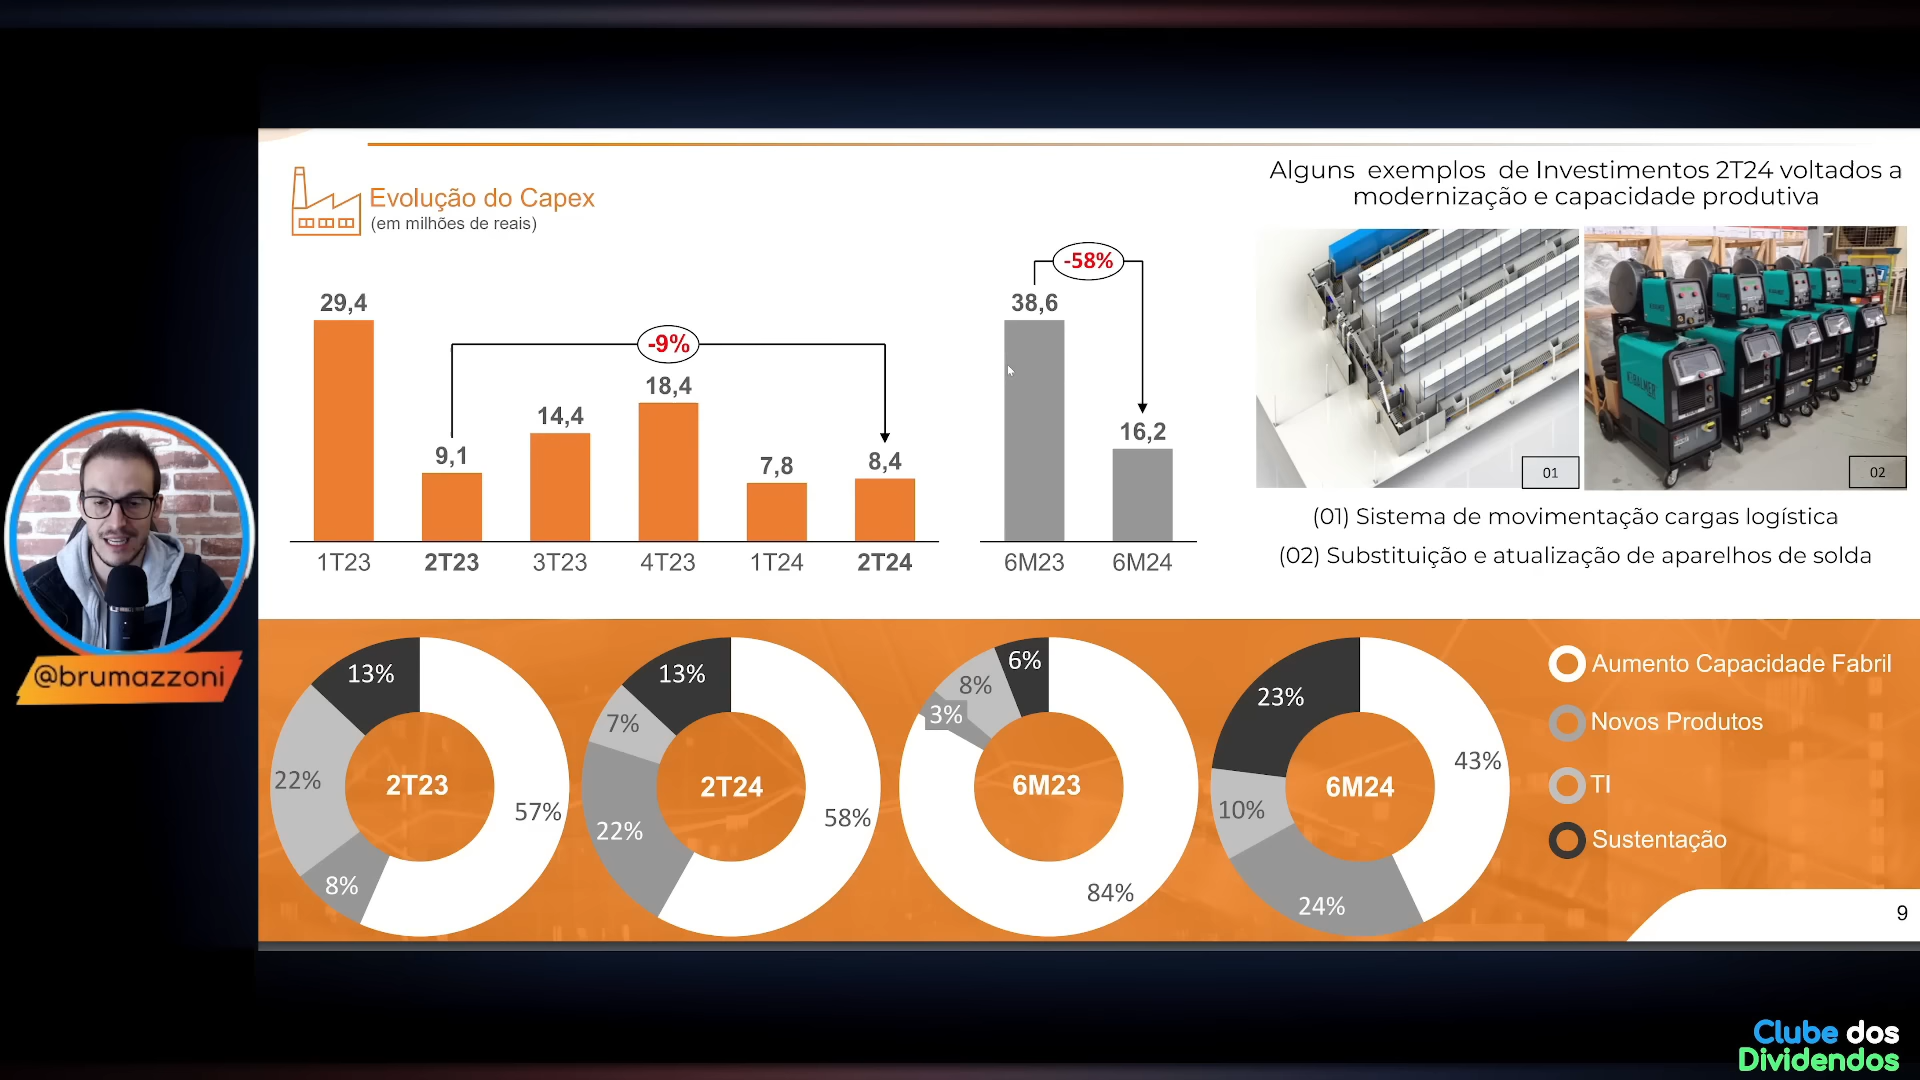 Evolução do Capex
(em milhões de reais)
29,4
9,1
14,4
18,4
7,8
8,4
-9%
1T23
2T23
3T23
4T23
1T24
2T24
38,6
16,2
-58%
6M23
6M24
Alguns exemplos de Investimentos 2T24 voltados a
modernização e capacidade produtiva
01
BALMER
02
(01) Sistema de movimentação cargas logística
(02) Substituição e atualização de aparelhos de solda
@brumazzoni
13%
22%
2T23
57%
8%
13%
7%
2T24
22%
58%
6%
8%
3%
6M23
84%
23%
43%
6M24
10%
24%
Aumento Capacidade Fabril
Novos Produtos
TI
Sustentação
9
Clube dos
Dividendos